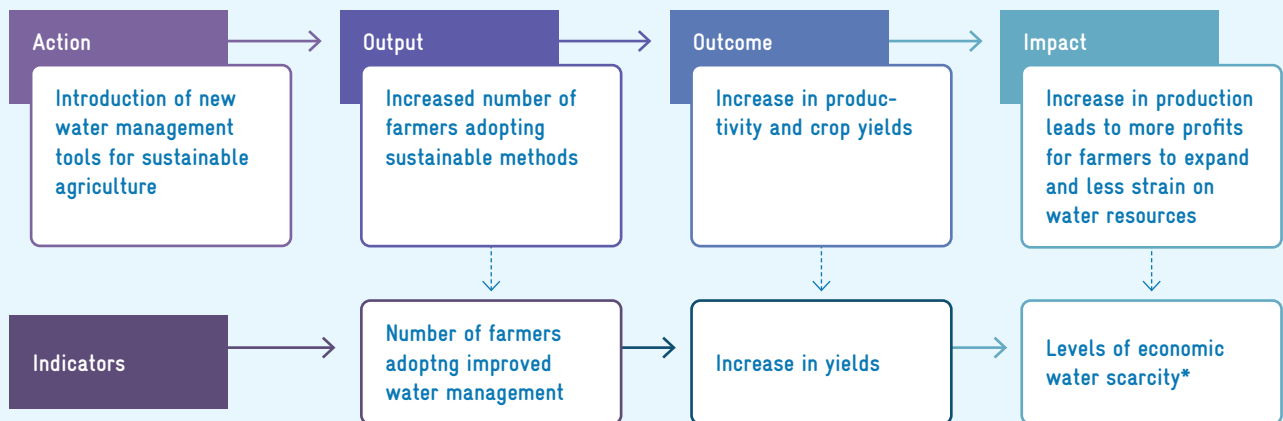 Action
Introduction of new
water management
tools for sustainable
agriculture
Output
Increased number of
farmers adopting
sustainable methods
Outcome
Increase in produc-
tivity and crop yields
Impact
Increase in production
leads to more profits
for farmers to expand
and less strain on
water resources
Indicators
Number of farmers
adoptng improved
water management
Increase in yields
Levels of economic
water scarcity*